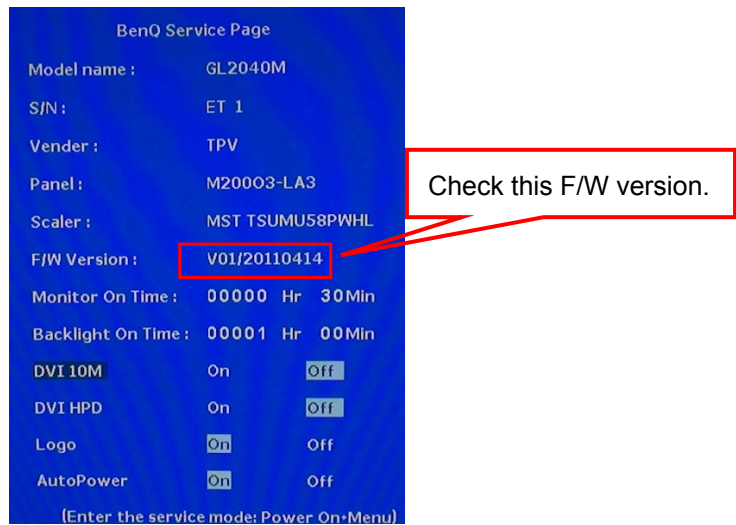 BenQ Service Page
Model name : GL2040M
S/N : ET 1
Vender : TPV
Panel : M200O3-LA3
Scaler : MST TSUMU58PWHL
F/W Version : V01/20110414
Monitor On Time : 00000 Hr 30Min
Backlight On Time : 00001 Hr 00Min
DVI 10M On Off
DVI HPD On Off
Logo On Off
AutoPower On Off
(Enter the service mode: Power On+Menu)
Check this F/W version.